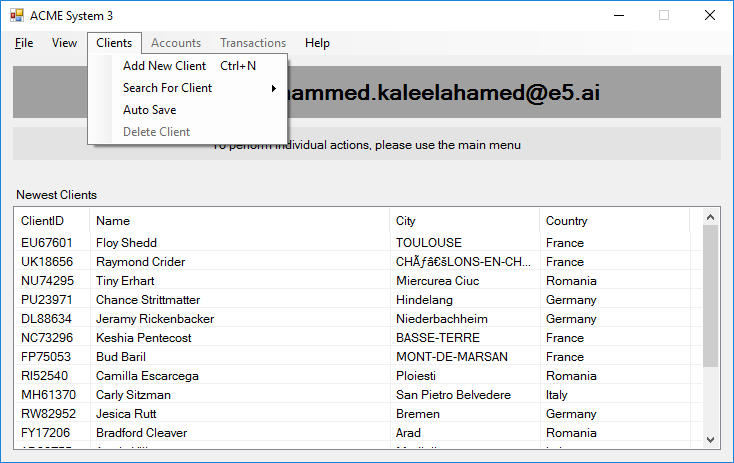 ACME System 3
File View Clients Accounts Transactions Help
Add New Client Ctrl+N
Search For Client
Auto Save
Delete Client
ammed.kaleelahamed@e5.ai
To perform individual actions, please use the main menu
Newest Clients
ClientID Name City Country
EU67601 Floy Shedd TOULOUSE France
UK18656 Raymond Crider CHÃƒâ€šLONS-EN-CH... France
NU74295 Tiny Erhart Miercurea Ciuc Romania
PU23971 Chance Strittmatter Hindelang Germany
DL88634 Jeramy Rickenbacker Niederbachheim Germany
NC73296 Keshia Pentecost BASSE-TERRE France
FP75053 Bud Baril MONT-DE-MARSAN France
RI52540 Camilla Escarcega Ploiesti Romania
MH61370 Carly Sitzman San Pietro Belvedere Italy
RW82952 Jesica Rutt Bremen Germany
FY17206 Bradford Cleaver Arad Romania